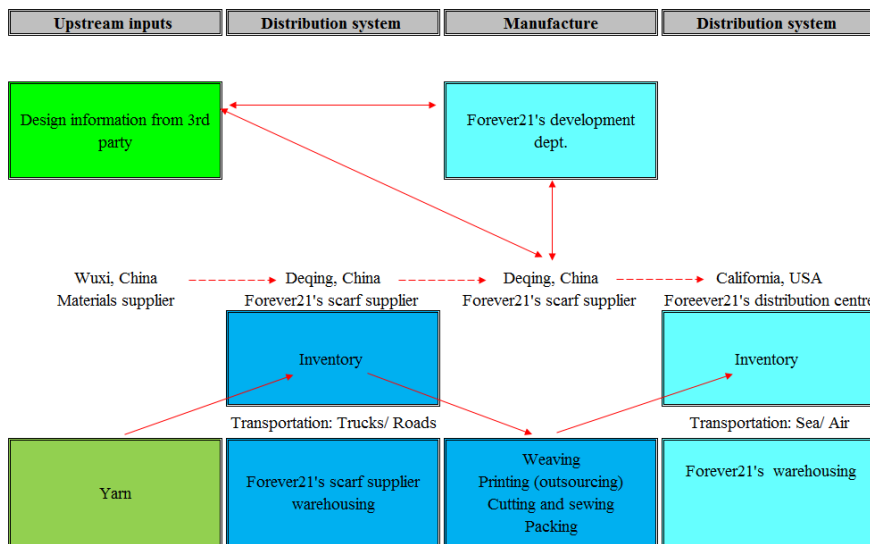 Upstream inputs
Distribution system
Manufacture
Distribution system
Design information from 3rd
party
Forever21's development
dept.
Wuxi, China
Materials supplier
Deqing, China
Forever21's scarf supplier
Deqing, China
Forever21's scarf supplier
California, USA
Foreever21's distribution centre
Inventory
Inventory
Transportation: Trucks/ Roads
Transportation: Sea/ Air
Yarn
Forever21's scarf supplier
warehousing
Weaving
Printing (outsourcing)
Cutting and sewing
Packing
Forever21's warehousing